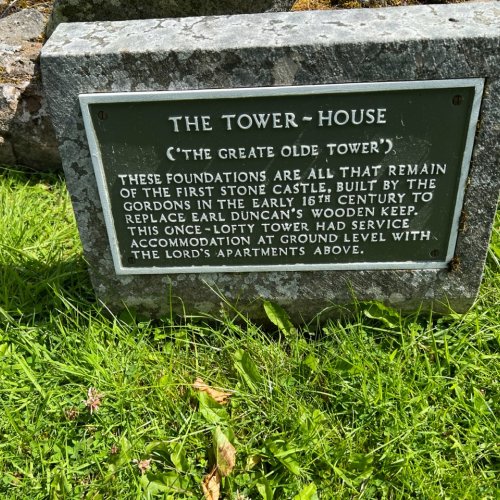 THE TOWER~HOUSE
("THE GREATE OLDE TOWER")
THESE FOUNDATIONS ARE ALL THAT REMAIN
OF THE FIRST STONE CASTLE, BUILT BY THE
GORDONS IN THE EARLY 16TH CENTURY TO
REPLACE EARL DUNCAN'S WOODEN KEEP.
THIS ONCE-LOFTY TOWER HAD SERVICE
ACCOMMODATION AT GROUND LEVEL WITH
THE LORD'S APARTMENTS ABOVE.